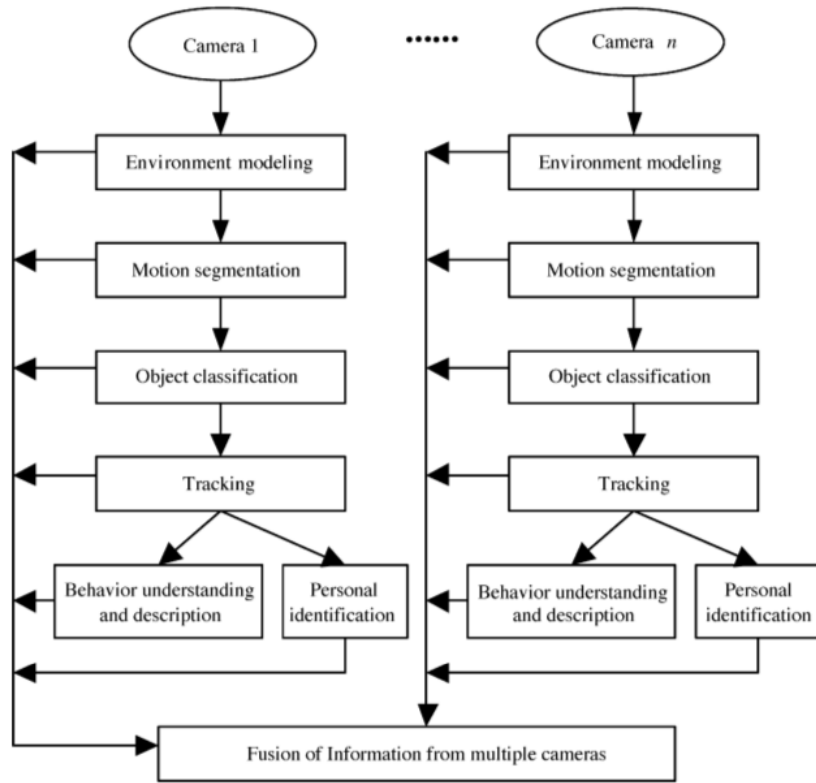 Camera 1
......
Camera n
Environment modeling
Environment modeling
Motion segmentation
Motion segmentation
Object classification
Object classification
Tracking
Tracking
Behavior understanding
and description
Personal
identification
Behavior understanding
and description
Personal
identification
Fusion of Information from multiple cameras